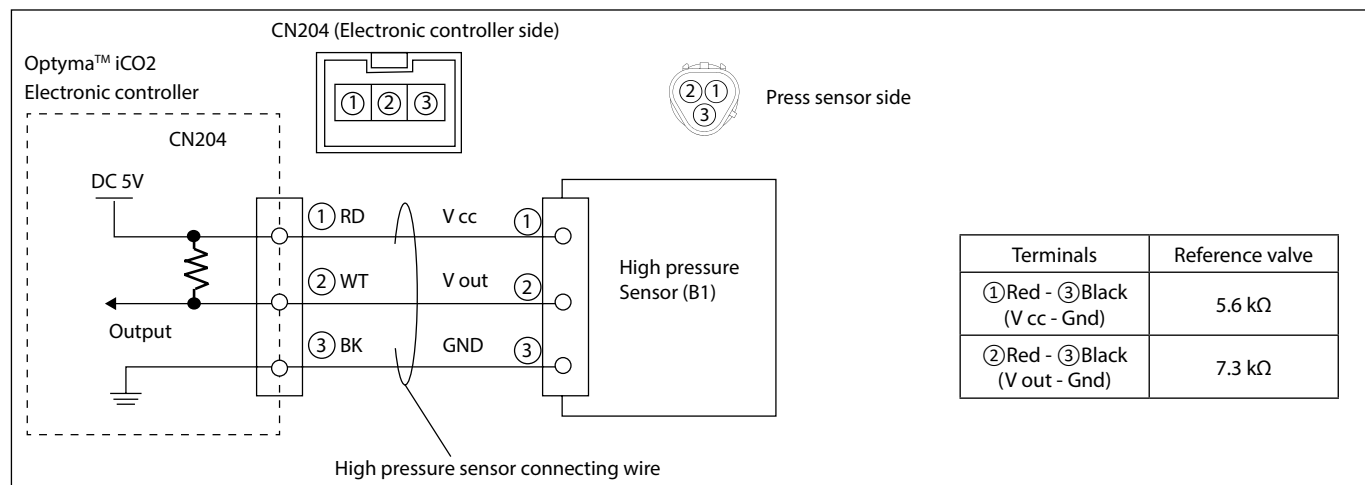 CN204 (Electronic controller side)
Optyma™ iCO2
Electronic controller
① ② ③
② ①
③
Press sensor side
CN204
DC 5V
① RD
V cc
①
② WT
V out
②
Output
③ BK
GND
③
High pressure
Sensor (B1)
High pressure sensor connecting wire
Terminals Reference valve
①Red - ③Black
(V cc - Gnd)
5.6 kΩ
②Red - ③Black
(V out - Gnd)
7.3 kΩ